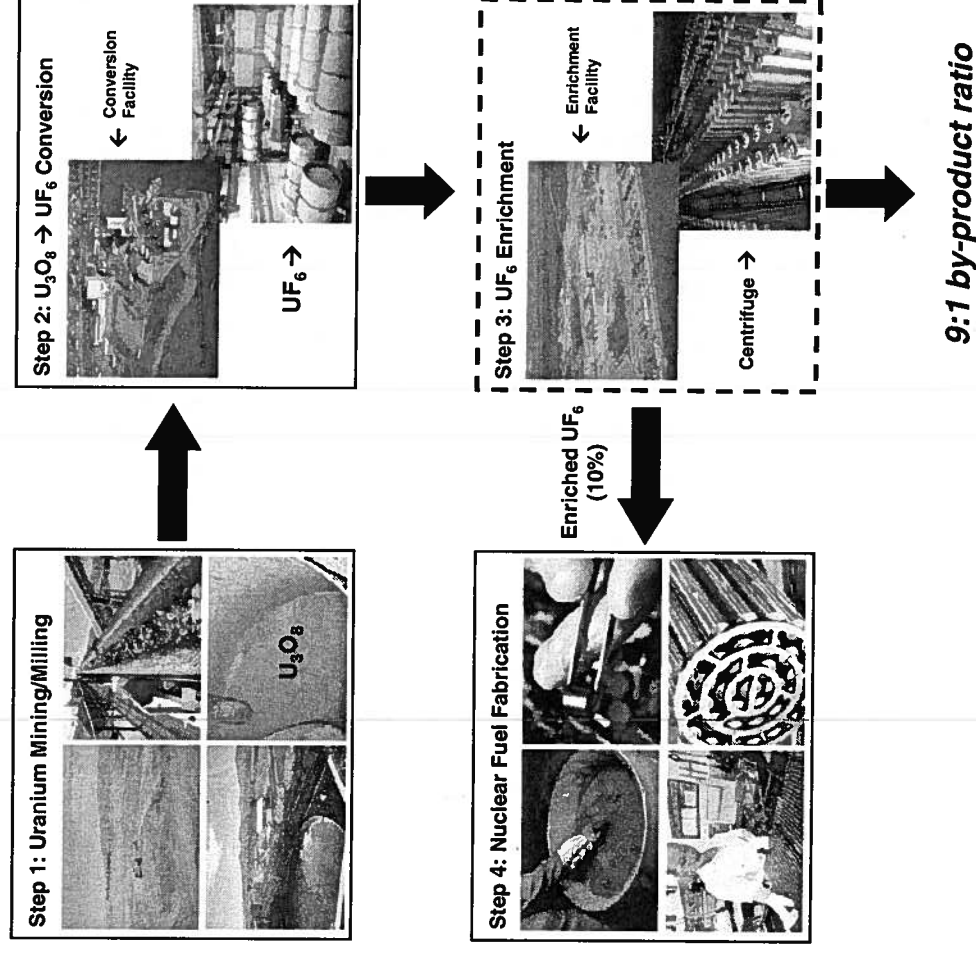 Step 1: Uranium Mining/Milling
U₃O₈
Step 2: U₃O₈ → UF₆ Conversion
← Conversion
Facility
UF₆ →
Step 3: UF₆ Enrichment
← Enrichment
Facility
Centrifuge →
Enriched UF₆
(10%)
Step 4: Nuclear Fuel Fabrication
9:1 by-product ratio